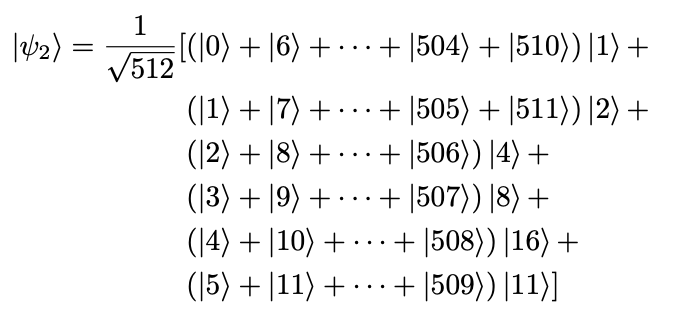 |ψ₂⟩ = 1/√512 [(|0⟩ + |6⟩ + ··· + |504⟩ + |510⟩) |1⟩ +
(|1⟩ + |7⟩ + ··· + |505⟩ + |511⟩) |2⟩ +
(|2⟩ + |8⟩ + ··· + |506⟩) |4⟩ +
(|3⟩ + |9⟩ + ··· + |507⟩) |8⟩ +
(|4⟩ + |10⟩ + ··· + |508⟩) |16⟩ +
(|5⟩ + |11⟩ + ··· + |509⟩) |11⟩]